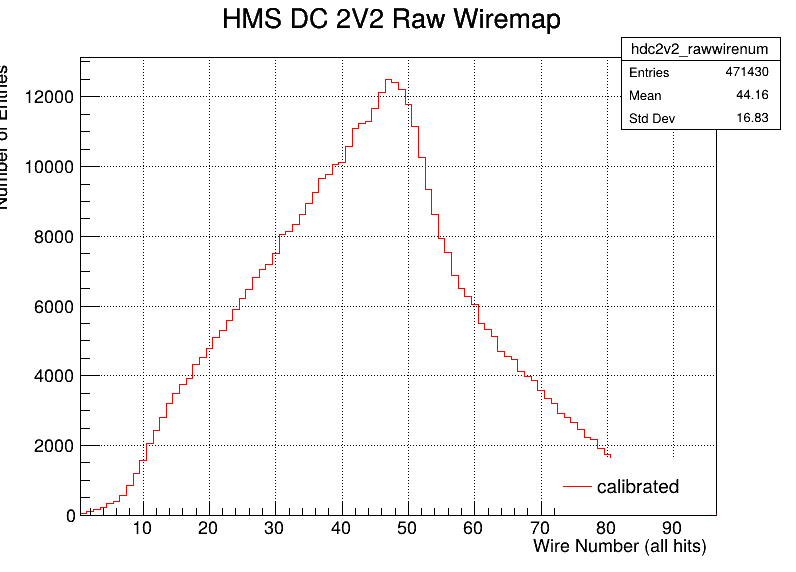 HMS DC 2V2 Raw Wiremap
hdc2v2_rawwirenum
Entries 471430
Mean 44.16
Std Dev 16.83
Number of Entries
12000
10000
8000
6000
4000
2000
0
calibrated
10 20 30 40 50 60 70 80 90
Wire Number (all hits)